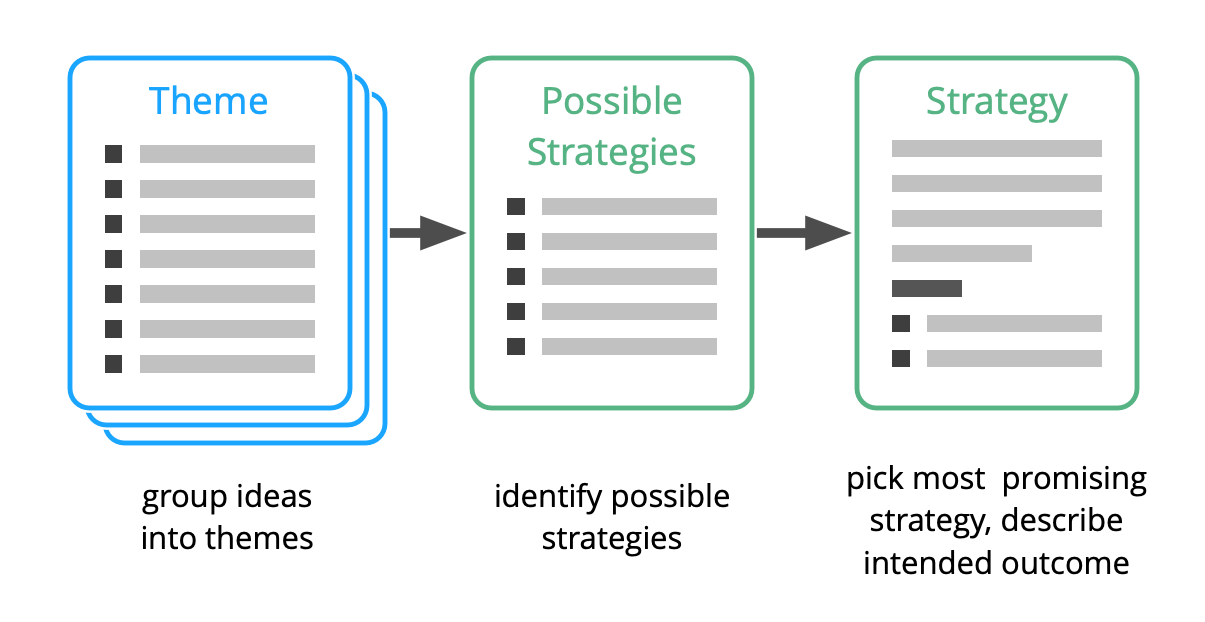 Theme
group ideas
into themes
Possible
Strategies
identify possible
strategies
Strategy
pick most  promising
strategy, describe
intended outcome